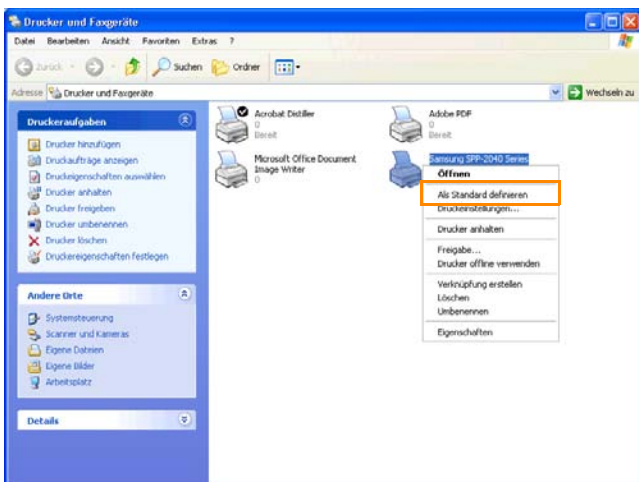 Drucker und Faxgeräte
Datei Bearbeiten Ansicht Favoriten Extras ?
Zurück Suchen Ordner
Adresse Drucker und Faxgeräte Wechseln zu
Druckeraufgaben
Drucker hinzufügen
Druckaufträge anzeigen
Druckeigenschaften auswählen
Drucker anhalten
Drucker freigeben
Drucker umbenennen
Drucker löschen
Druckereigenschaften festlegen
Andere Orte
Systemsteuerung
Scanner und Kameras
Eigene Dateien
Eigene Bilder
Arbeitsplatz
Details
Acrobat Distiller
0
Bereit
Adobe PDF
0
Bereit
Microsoft Office Document
Image Writer
0
Samsung SPP-2040 Series
Öffnen
Als Standard definieren
Druckeinstellungen...
Drucker anhalten
Freigabe...
Drucker offline verwenden
Verknüpfung erstellen
Löschen
Umbenennen
Eigenschaften